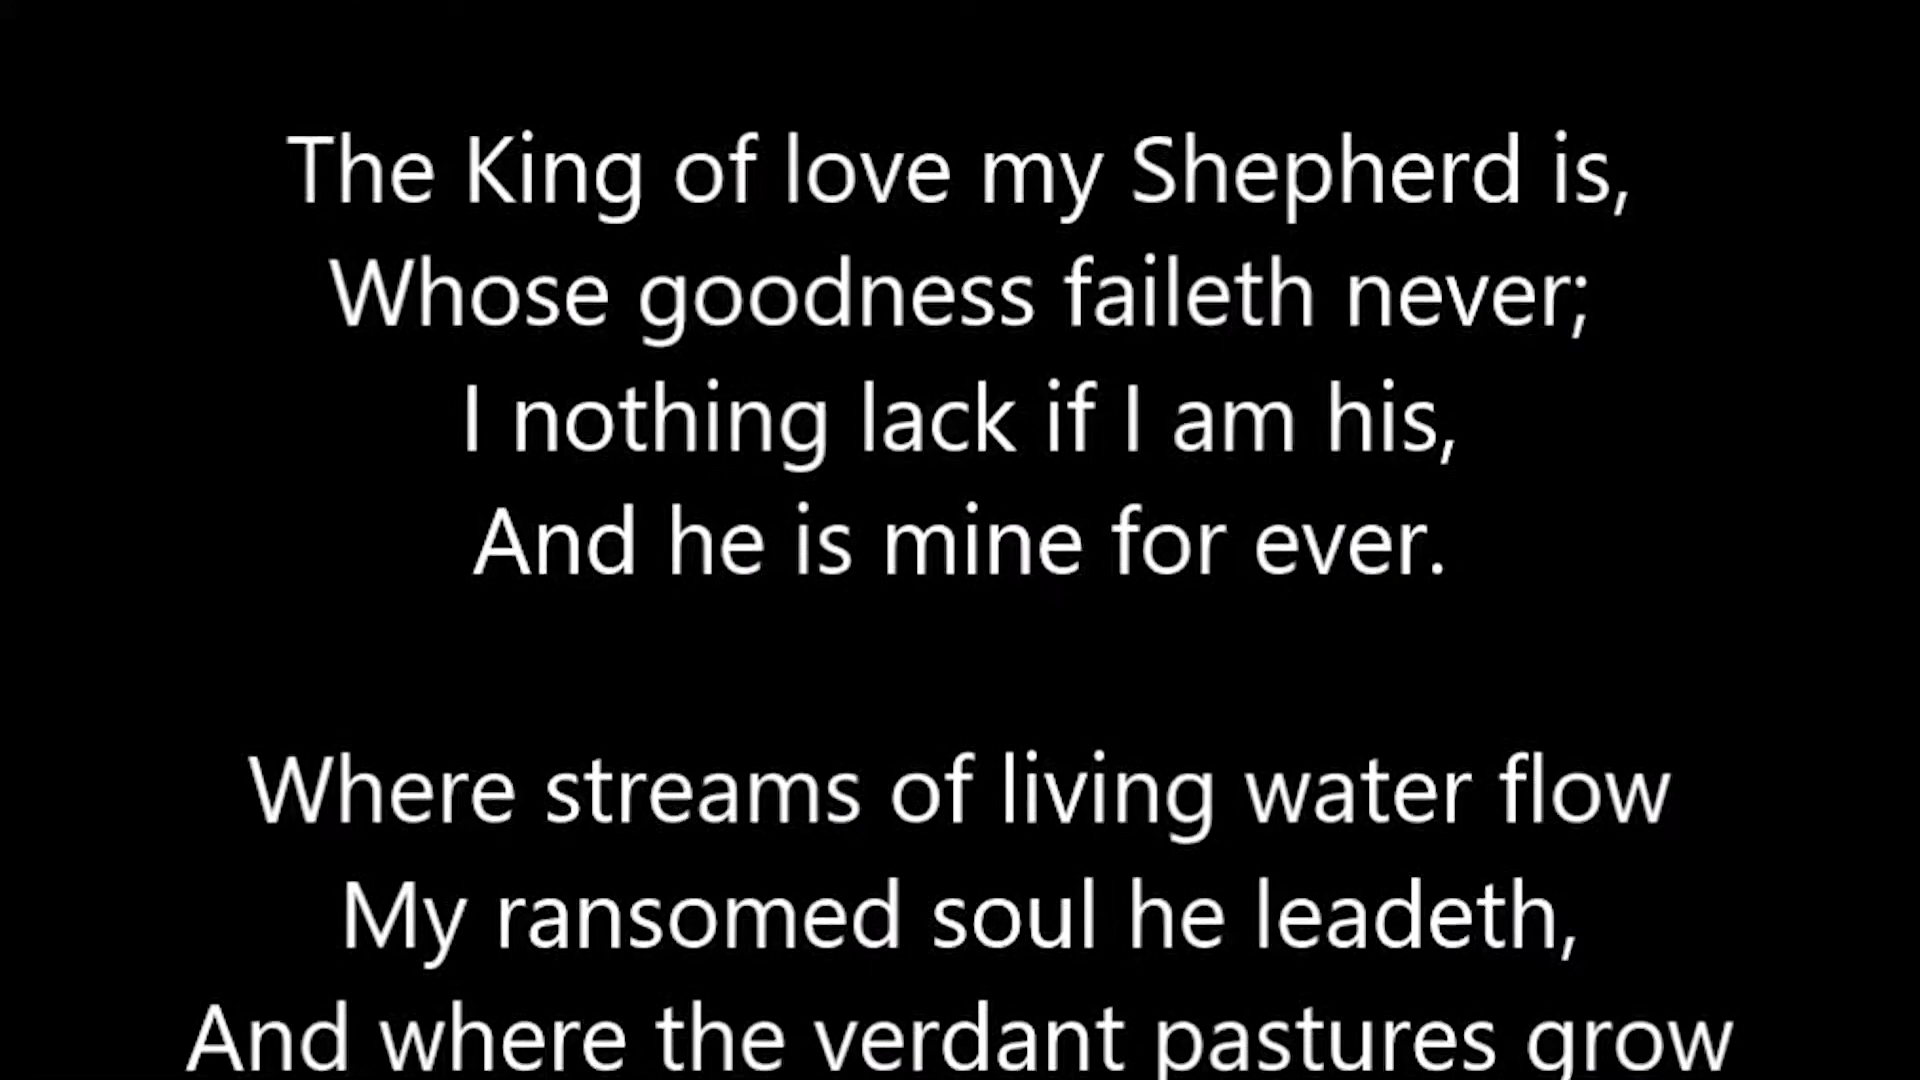 The King of love my Shepherd is,
Whose goodness faileth never;
I nothing lack if I am his,
And he is mine for ever.
Where streams of living water flow
My ransomed soul he leadeth,
And where the verdant pastures grow